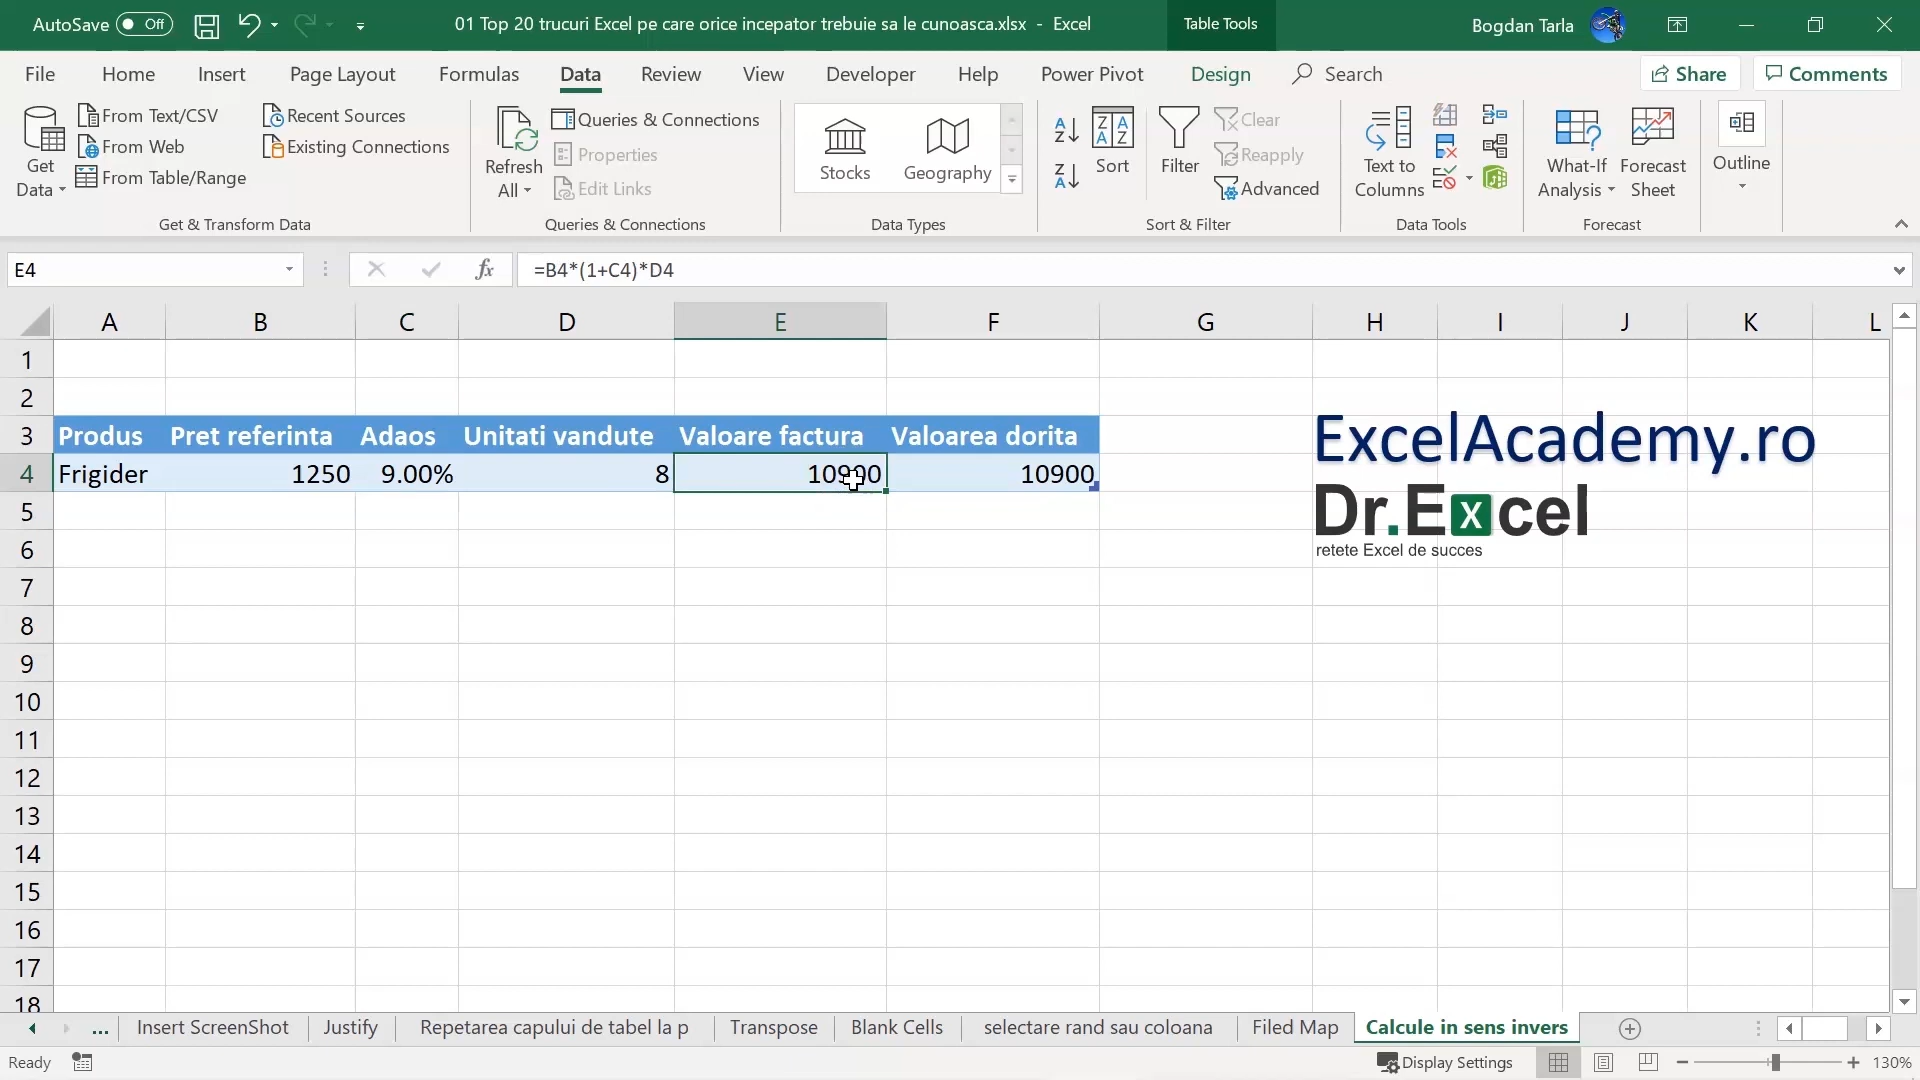 AutoSave Off
01 Top 20 trucuri Excel pe care orice incepator trebuie sa le cunoasca.xlsx - Excel
Table Tools
Bogdan Tarla
File Home Insert Page Layout Formulas Data Review View Developer Help Power Pivot Design Search
Share
Comments
Get Data
From Text/CSV
From Web
From Table/Range
Recent Sources
Existing Connections
Get & Transform Data
Refresh All
Queries & Connections
Properties
Edit Links
Queries & Connections
Stocks
Geography
Data Types
Sort
Filter
Clear
Reapply
Advanced
Sort & Filter
Text to Columns
Data Tools
What-If Analysis
Forecast Sheet
Forecast
Outline
E4
fx
=B4*(1+C4)*D4
A B C D E F G H I J K L
1
2
3 Produs Pret referinta Adaos Unitati vandute Valoare factura Valoarea dorita
4 Frigider 1250 9.00% 8 10900 10900
ExcelAcademy.ro
Dr.Excel
retete Excel de succes
5
6
7
8
9
10
11
12
13
14
15
16
17
18
... Insert ScreenShot Justify Repetarea capului de tabel la p Transpose Blank Cells selectare rand sau coloana Filed Map Calcule in sens invers
Ready
Display Settings
130%